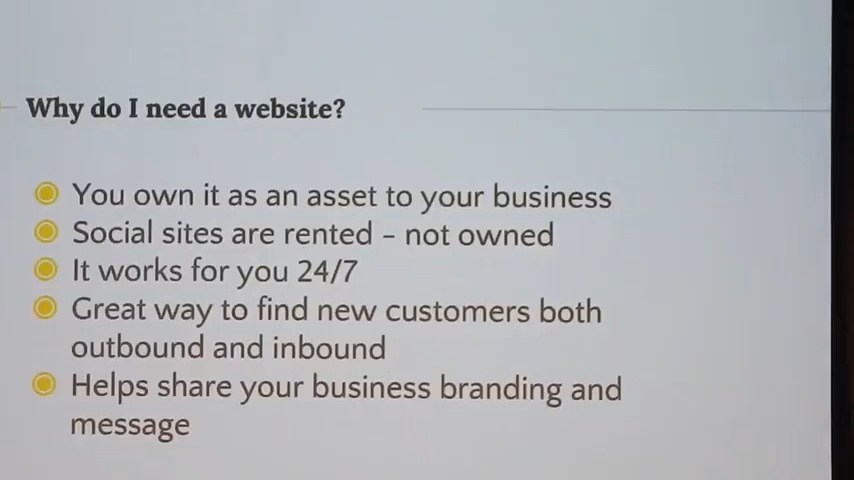 Why do I need a website?
You own it as an asset to your business
Social sites are rented – not owned
It works for you 24/7
Great way to find new customers both
outbound and inbound
Helps share your business branding and
message